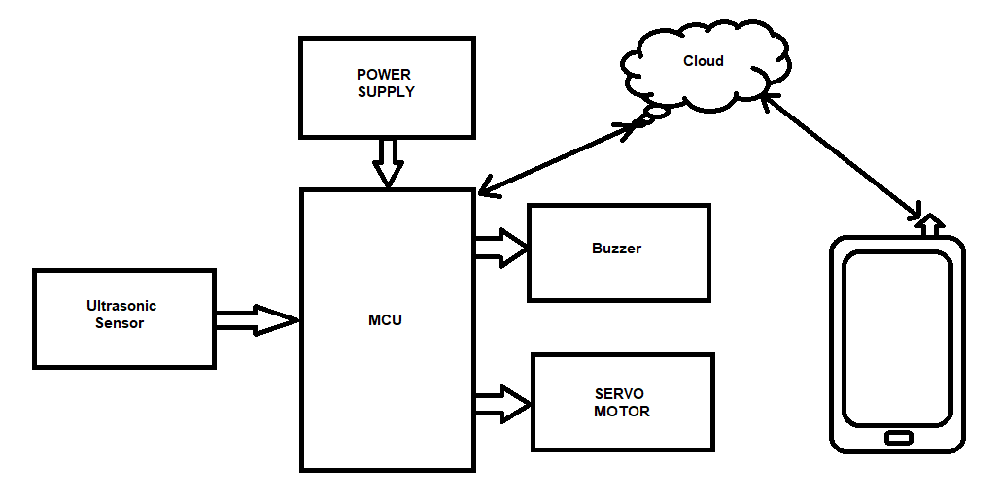 POWER
SUPPLY
Cloud
Buzzer
Ultrasonic
Sensor
MCU
SERVO
MOTOR